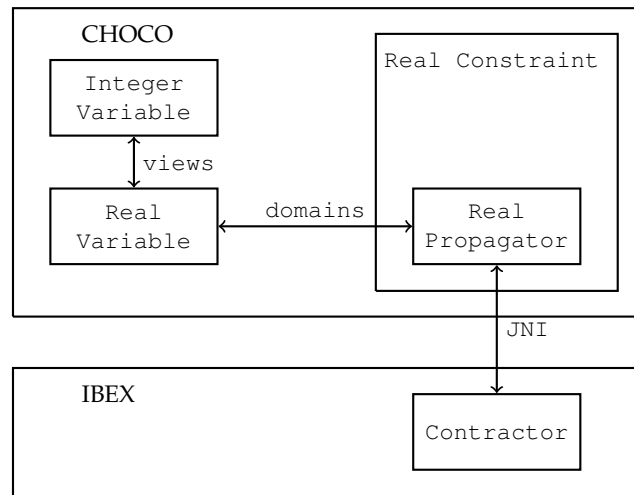 CHOCO
Integer
Variable
Real Constraint
views
Real
Variable
domains
Real
Propagator
JNI
IBEX
Contractor